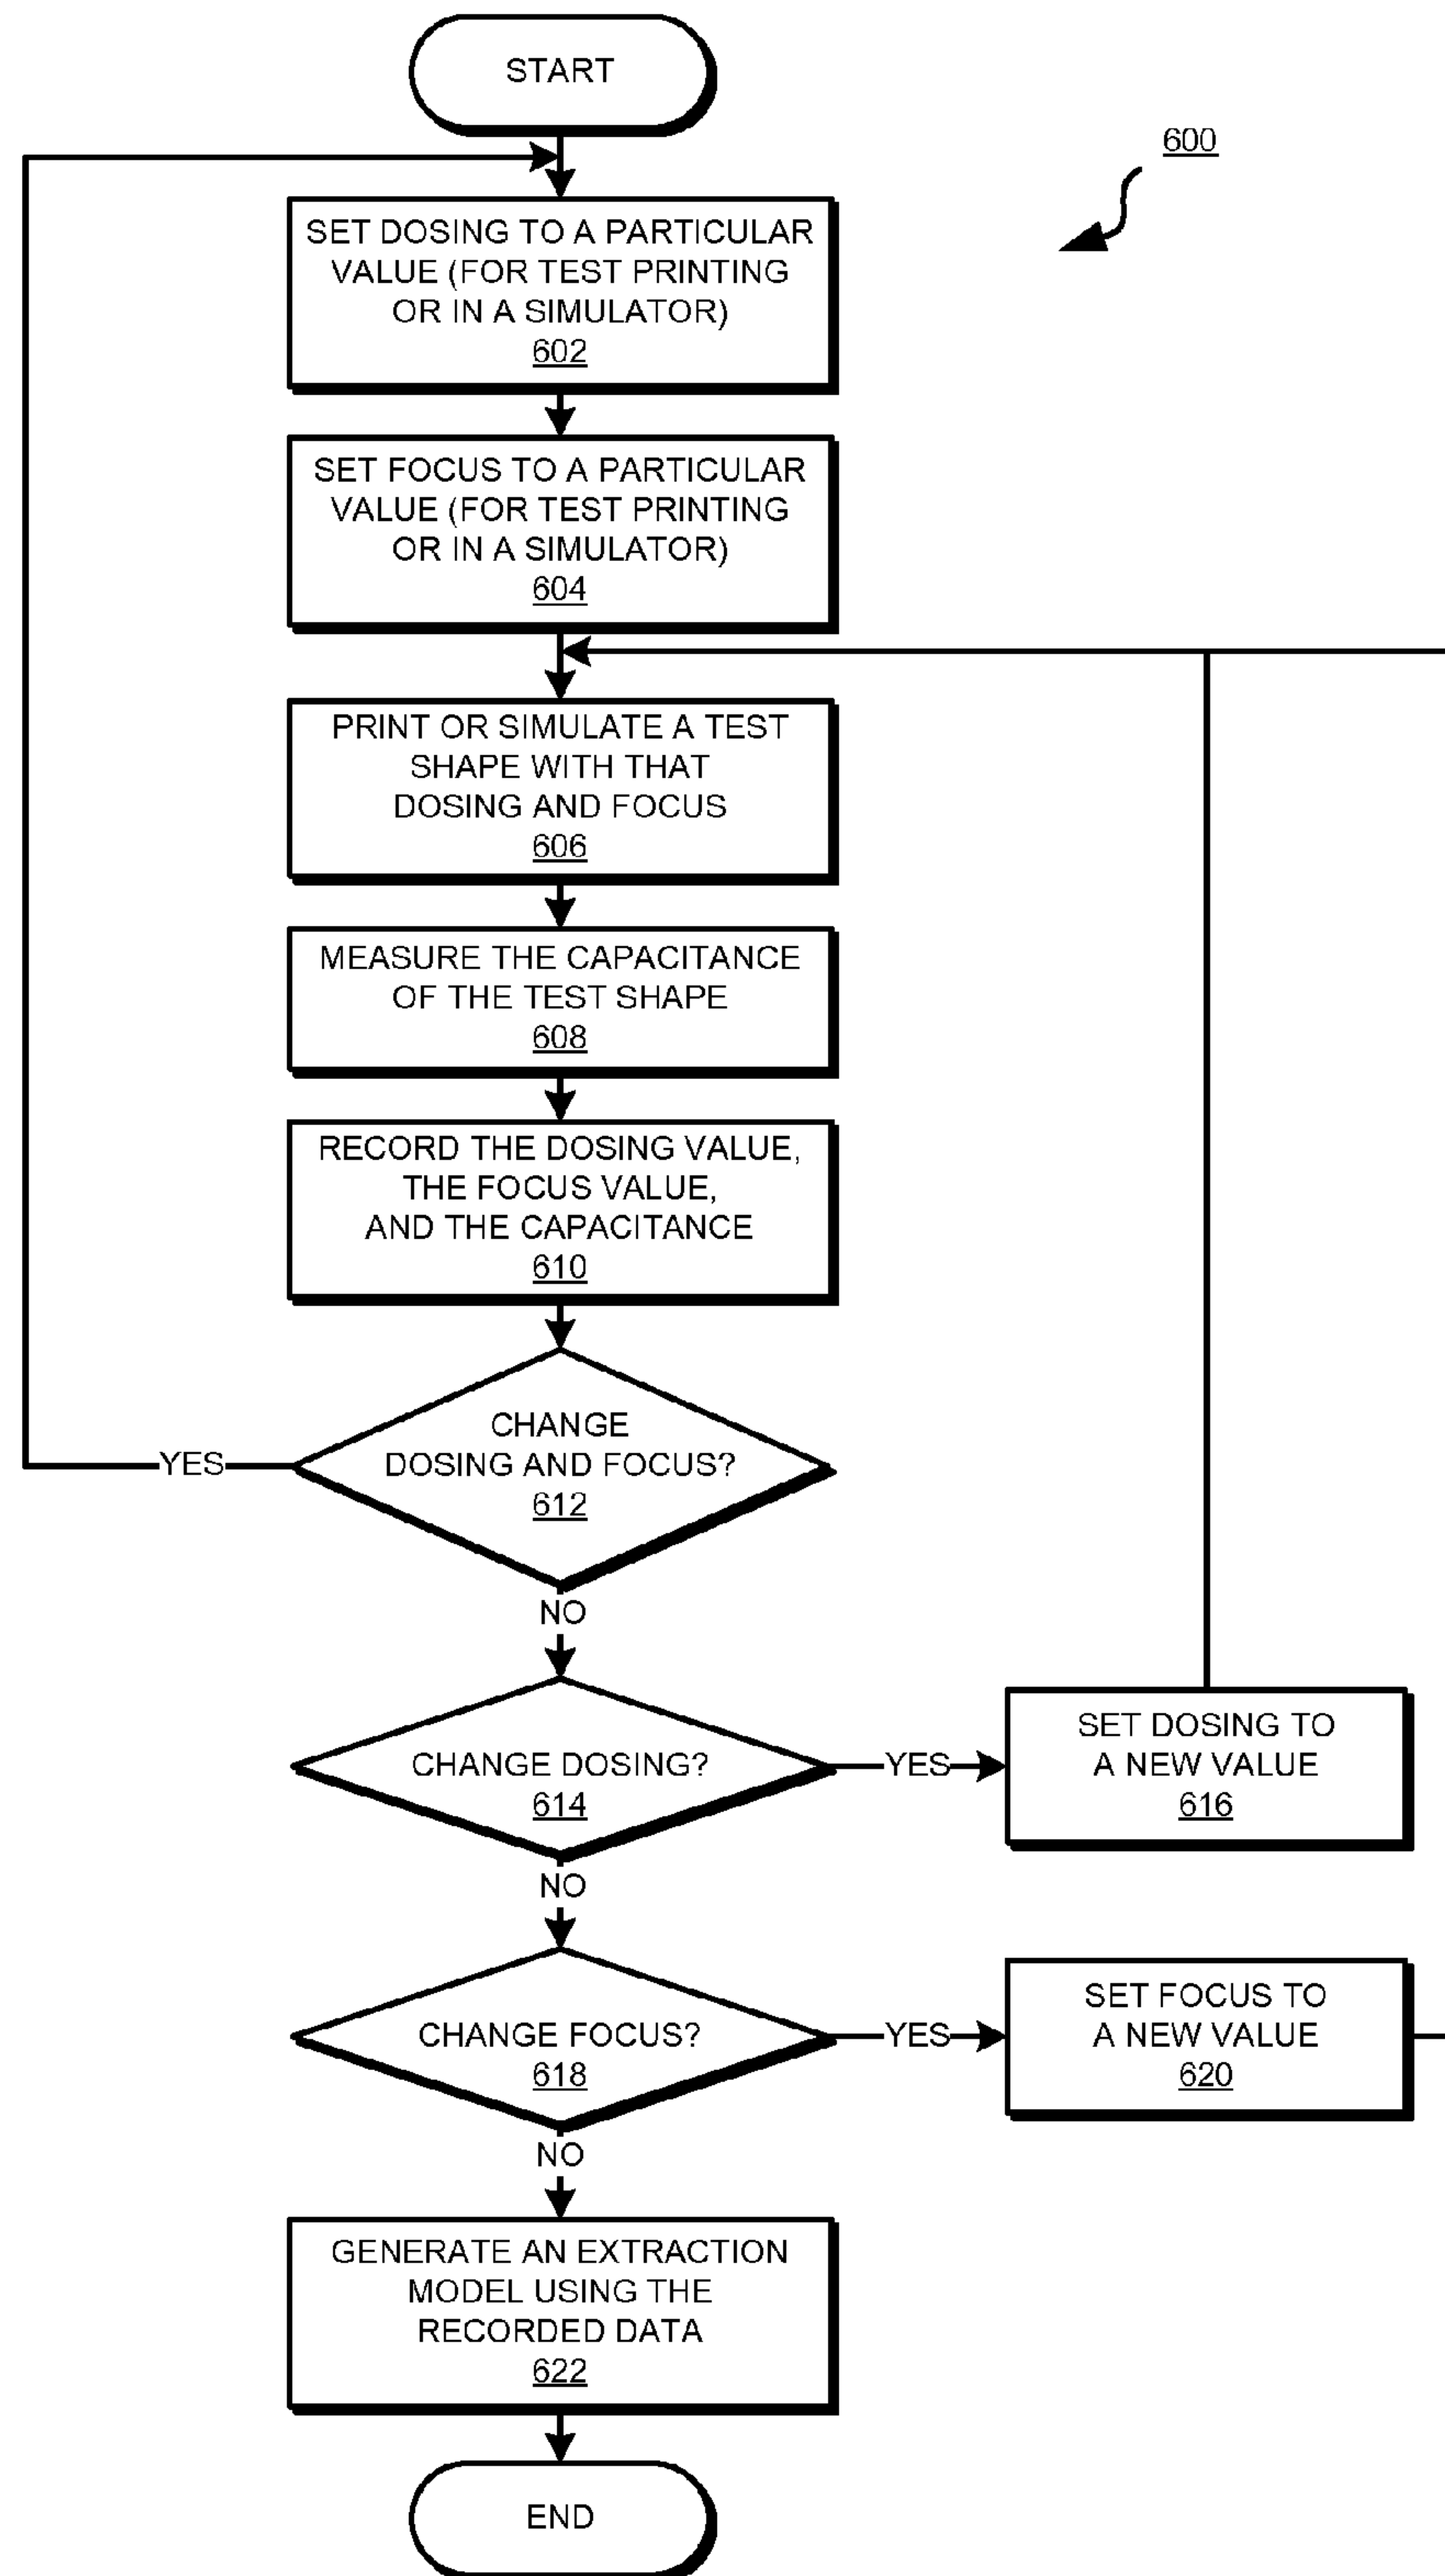 START
600
SET DOSING TO A PARTICULAR
VALUE (FOR TEST PRINTING
OR IN A SIMULATOR)
602
SET FOCUS TO A PARTICULAR
VALUE (FOR TEST PRINTING
OR IN A SIMULATOR)
604
PRINT OR SIMULATE A TEST
SHAPE WITH THAT
DOSING AND FOCUS
606
MEASURE THE CAPACITANCE
OF THE TEST SHAPE
608
RECORD THE DOSING VALUE,
THE FOCUS VALUE,
AND THE CAPACITANCE
610
CHANGE
DOSING AND FOCUS?
612
YES
NO
CHANGE DOSING?
614
YES
SET DOSING TO
A NEW VALUE
616
NO
CHANGE FOCUS?
618
YES
SET FOCUS TO
A NEW VALUE
620
NO
GENERATE AN EXTRACTION
MODEL USING THE
RECORDED DATA
622
END